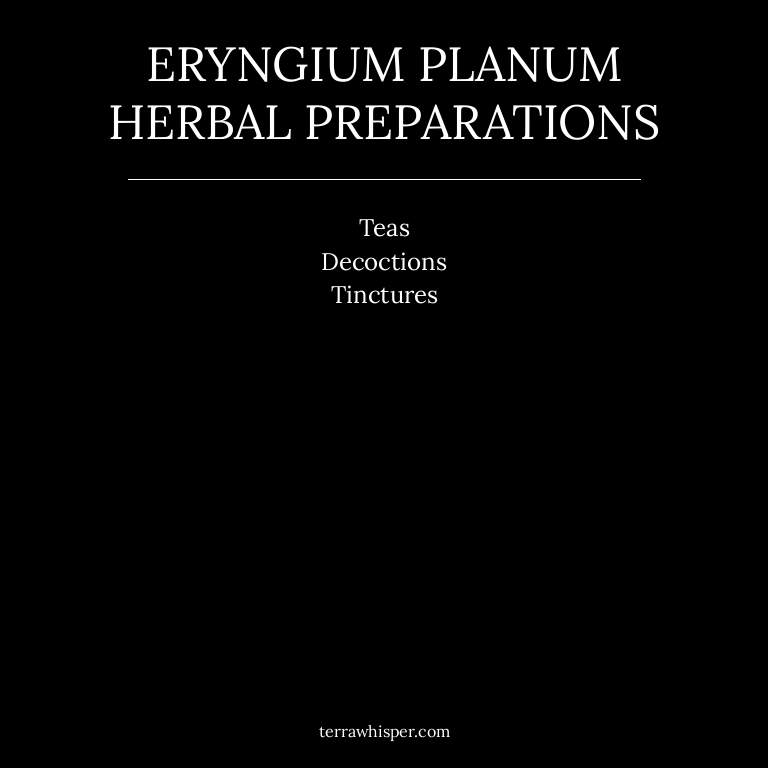 ERYNGIUM PLANUM
HERBAL PREPARATIONS
Teas
Decoctions
Tinctures
terrawhisper.com